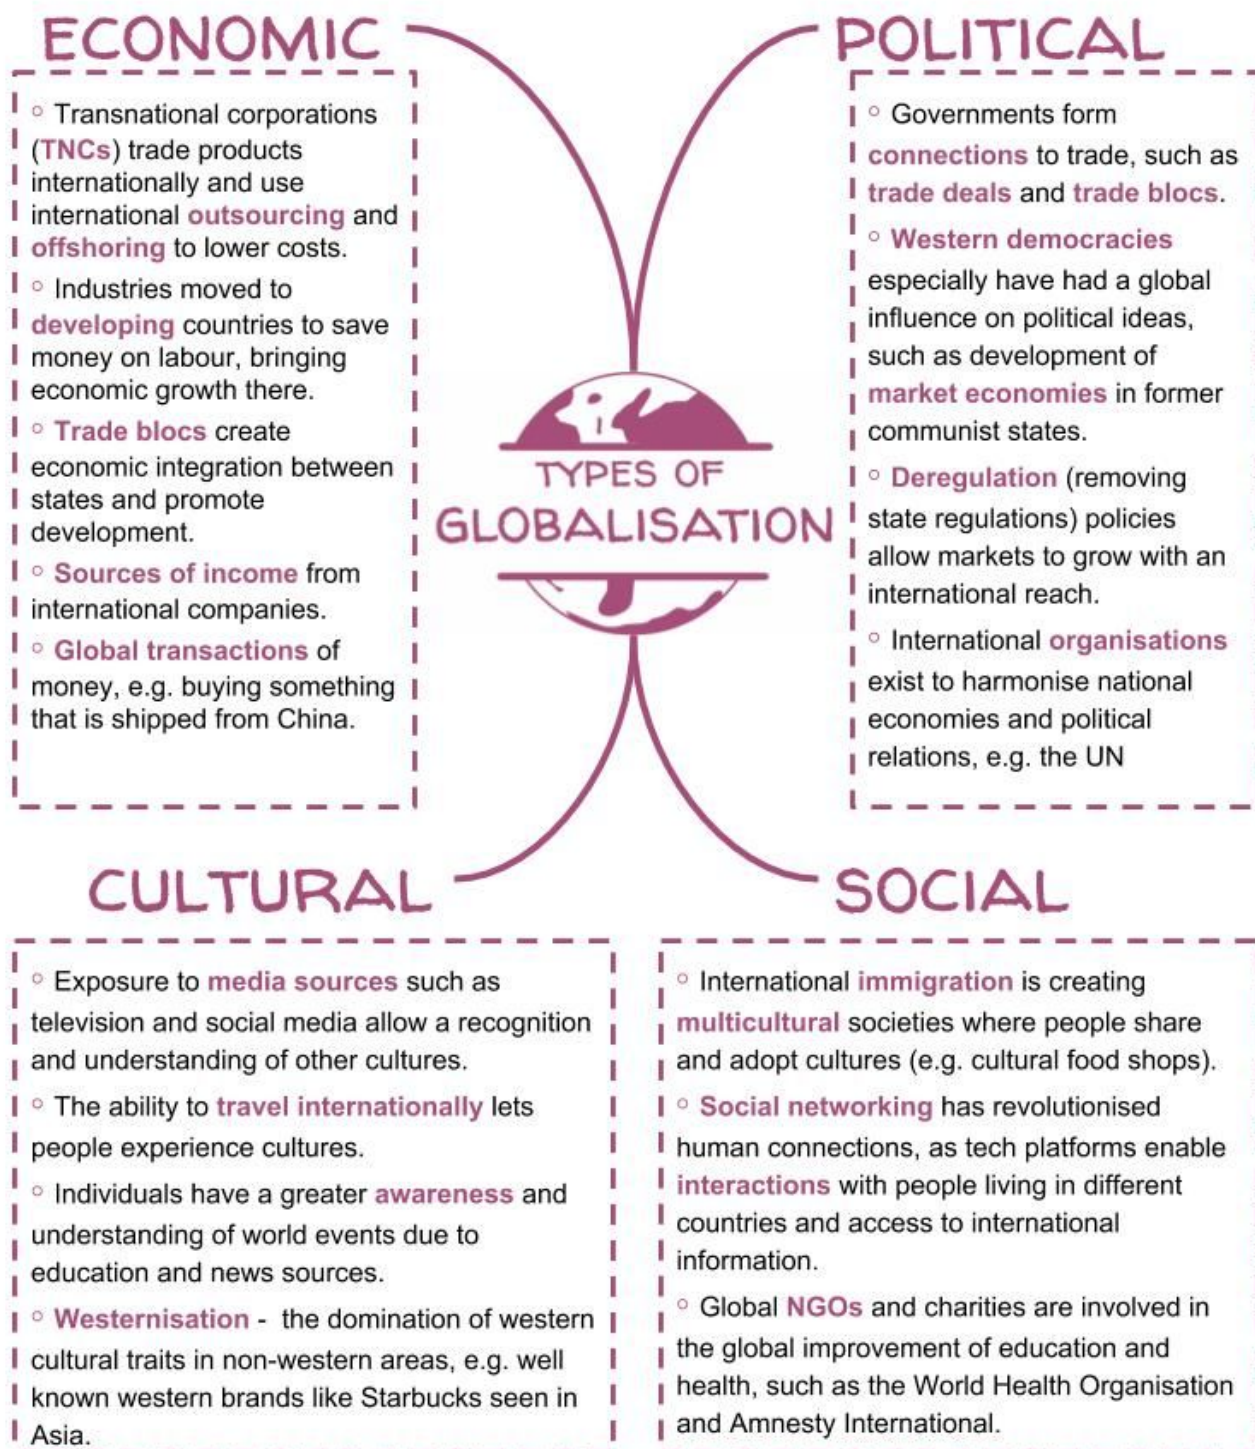 ECONOMIC
◦ Transnational corporations
(TNCs) trade products
internationally and use
international outsourcing and
offshoring to lower costs.
◦ Industries moved to
developing countries to save
money on labour, bringing
economic growth there.
◦ Trade blocs create
economic integration between
states and promote
development.
◦ Sources of income from
international companies.
◦ Global transactions of
money, e.g. buying something
that is shipped from China.
POLITICAL
◦ Governments form
connections to trade, such as
trade deals and trade blocs.
◦ Western democracies
especially have had a global
influence on political ideas,
such as development of
market economies in former
communist states.
◦ Deregulation (removing
state regulations) policies
allow markets to grow with an
international reach.
◦ International organisations
exist to harmonise national
economies and political
relations, e.g. the UN
TYPES OF
GLOBALISATION
CULTURAL
◦ Exposure to media sources such as
television and social media allow a recognition
and understanding of other cultures.
◦ The ability to travel internationally lets
people experience cultures.
◦ Individuals have a greater awareness and
understanding of world events due to
education and news sources.
◦ Westernisation - the domination of western
cultural traits in non-western areas, e.g. well
known western brands like Starbucks seen in
Asia.
SOCIAL
◦ International immigration is creating
multicultural societies where people share
and adopt cultures (e.g. cultural food shops).
◦ Social networking has revolutionised
human connections, as tech platforms enable
interactions with people living in different
countries and access to international
information.
◦ Global NGOs and charities are involved in
the global improvement of education and
health, such as the World Health Organisation
and Amnesty International.